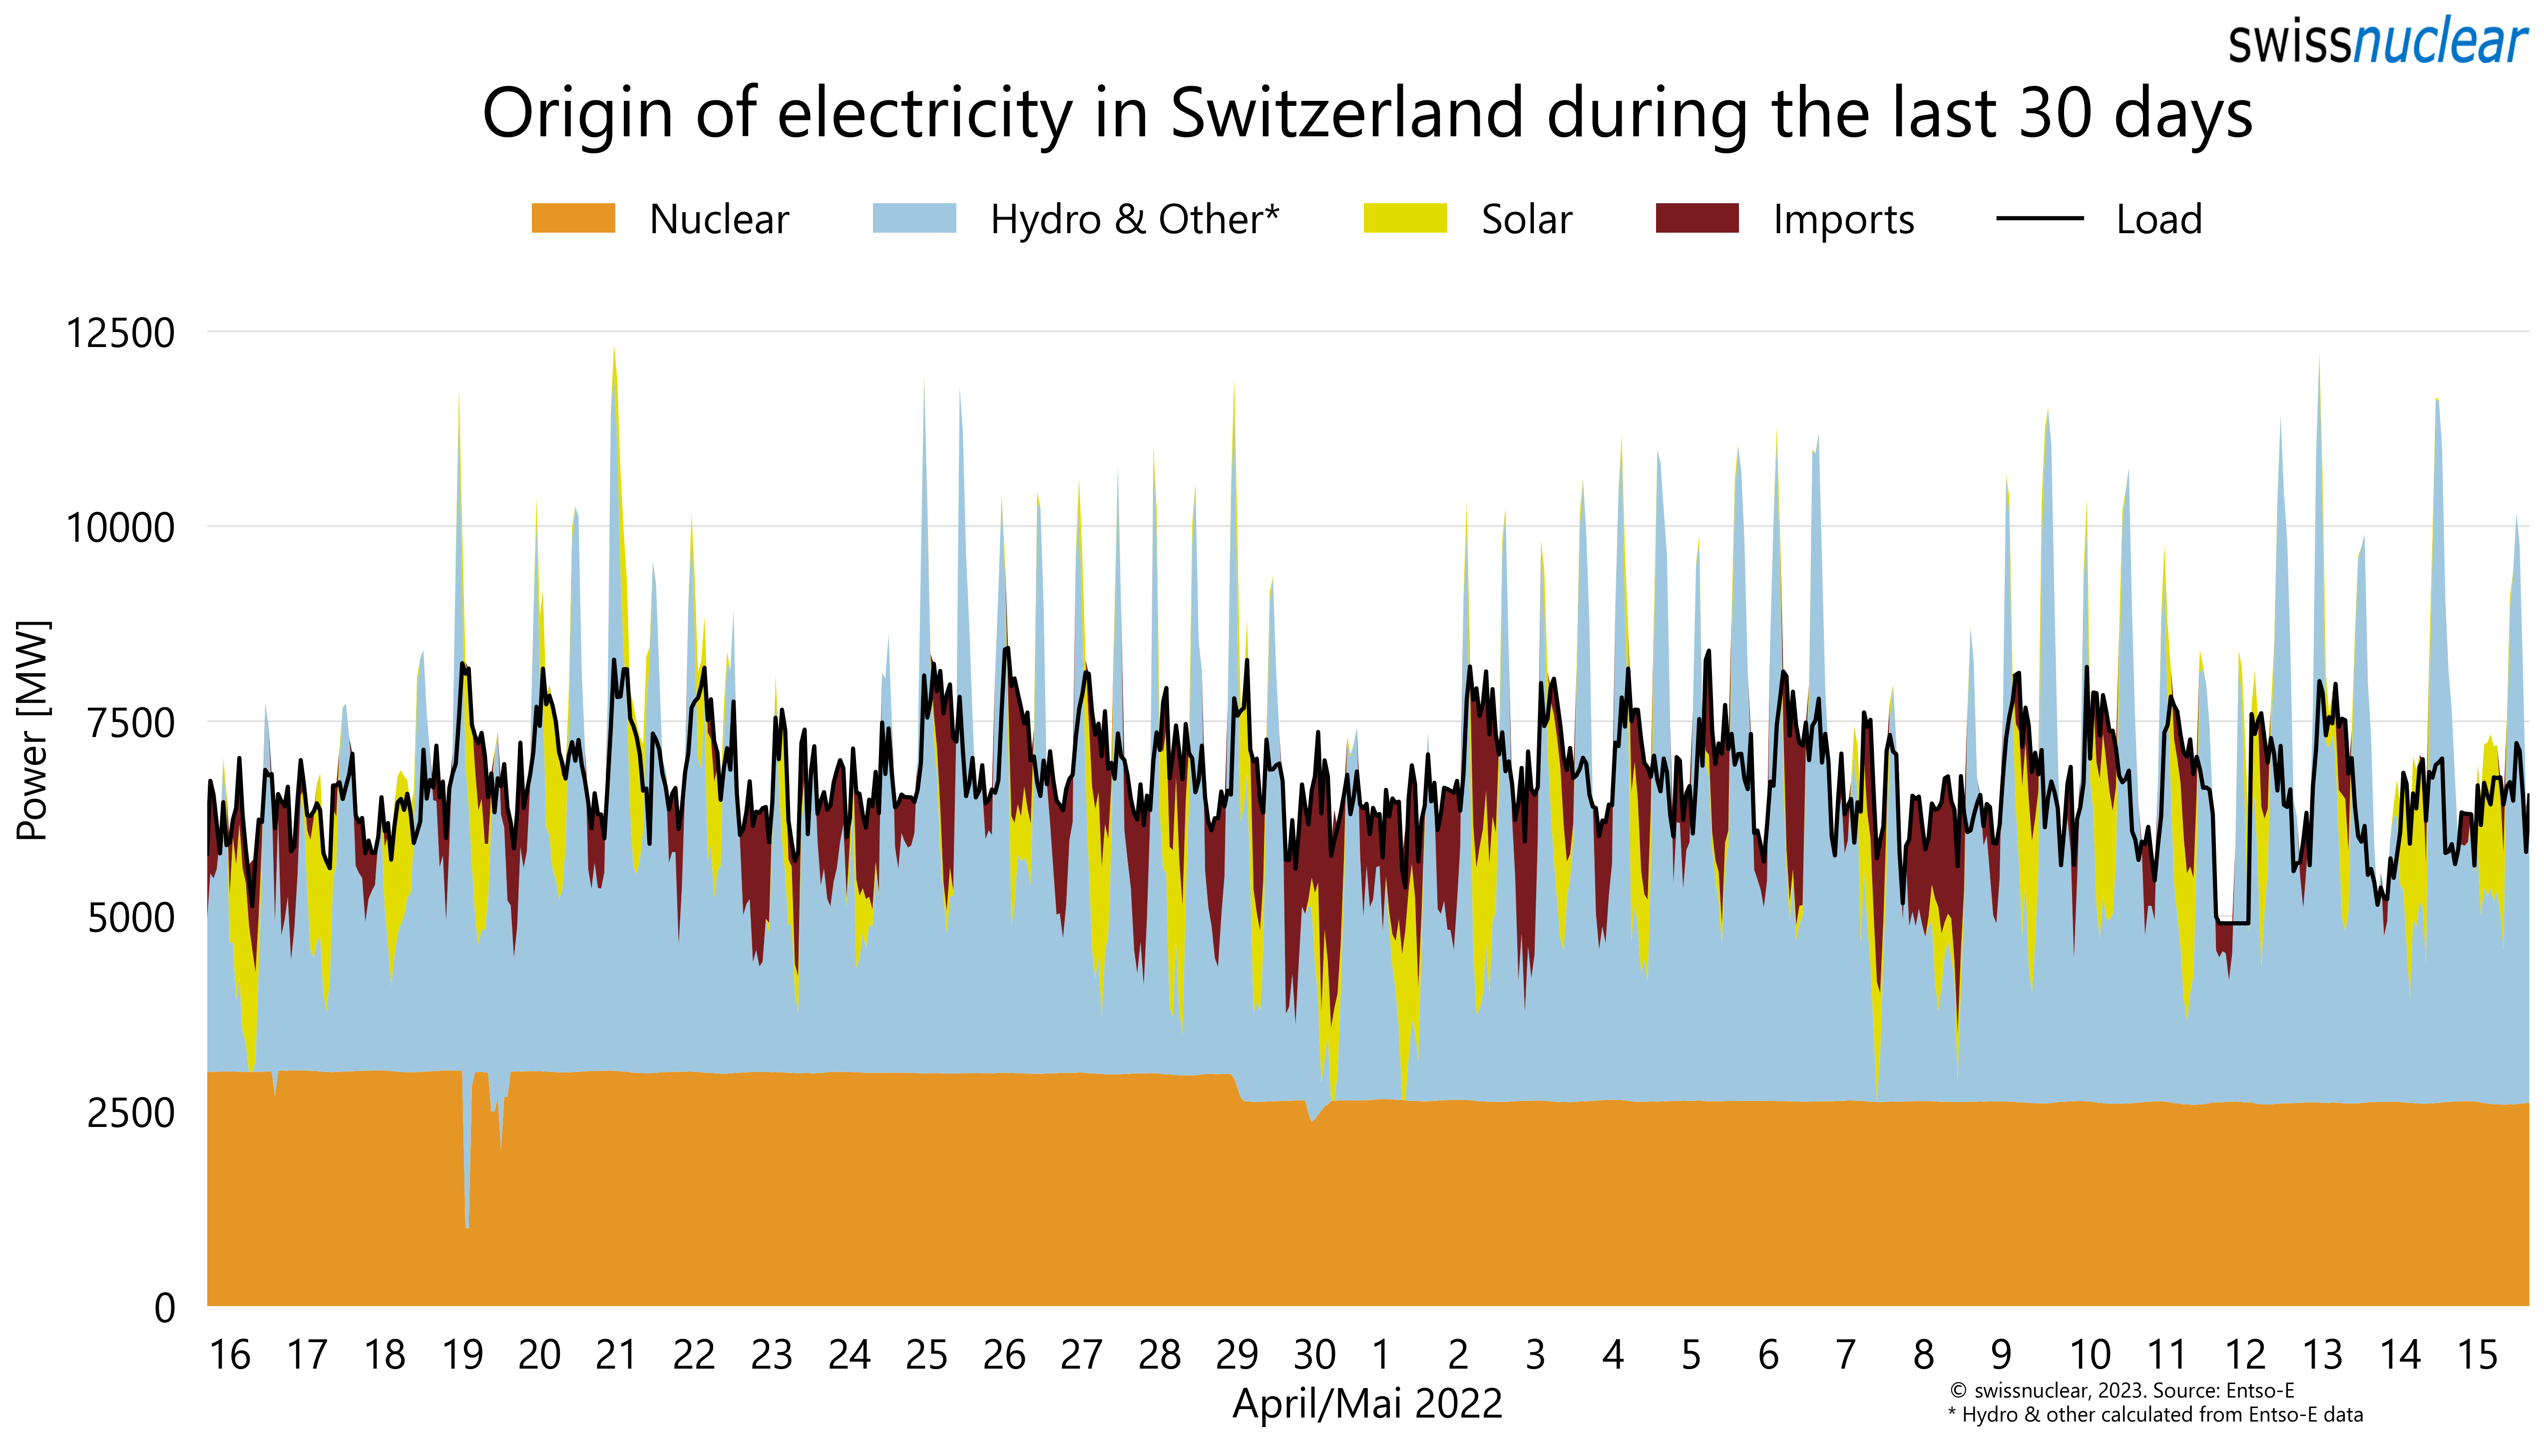 swissnuclear
Origin of electricity in Switzerland during the last 30 days
Nuclear Hydro & Other* Solar Imports Load
12500
10000
7500
5000
2500
0
Power [MW]
16 17 18 19 20 21 22 23 24 25 26 27 28 29 30 1 2 3 4 5 6 7 8 9 10 11 12 13 14 15
April/Mai 2022
© swissnuclear, 2023. Source: Entso-E
* Hydro & other calculated from Entso-E data